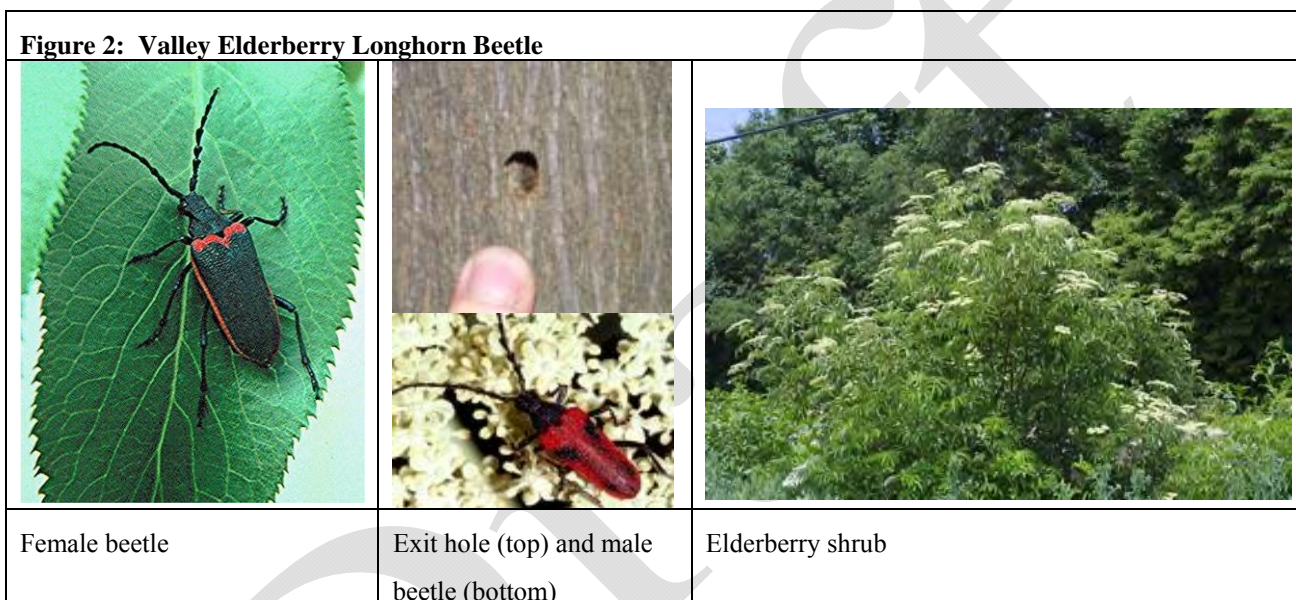 Figure 2: Valley Elderberry Longhorn Beetle
Female beetle
Exit hole (top) and male
beetle (bottom)
Elderberry shrub